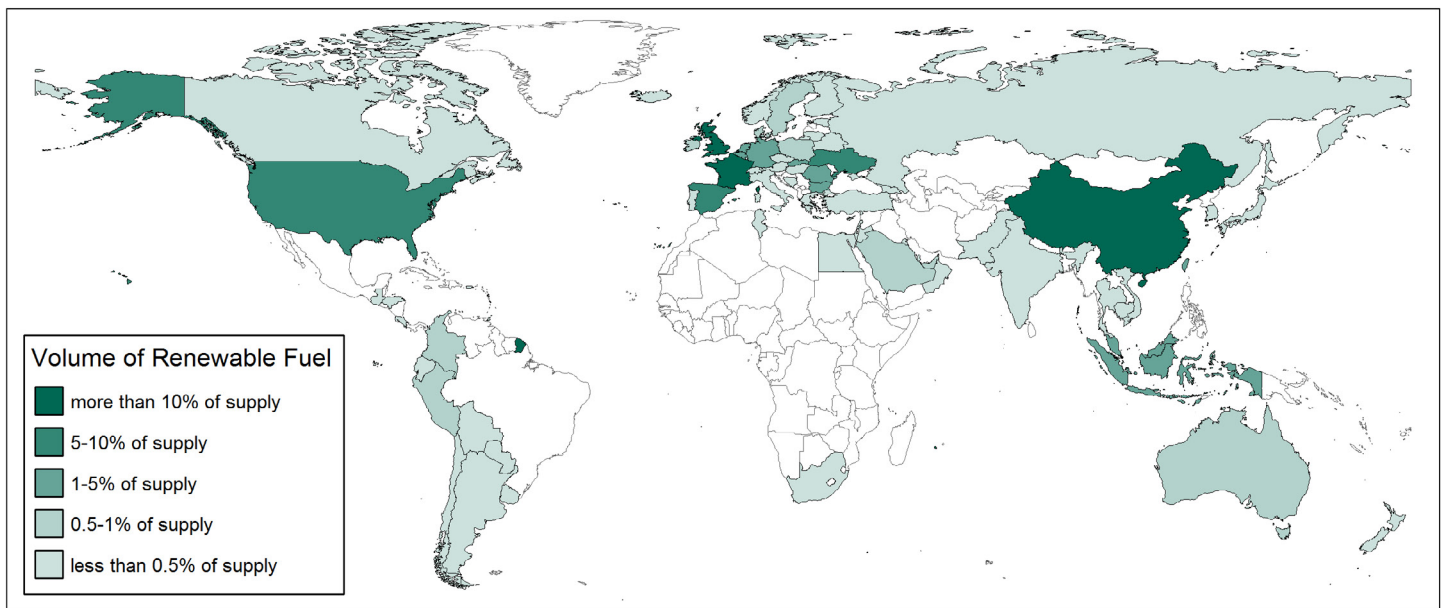 Volume of Renewable Fuel
more than 10% of supply
5-10% of supply
1-5% of supply
0.5-1% of supply
less than 0.5% of supply